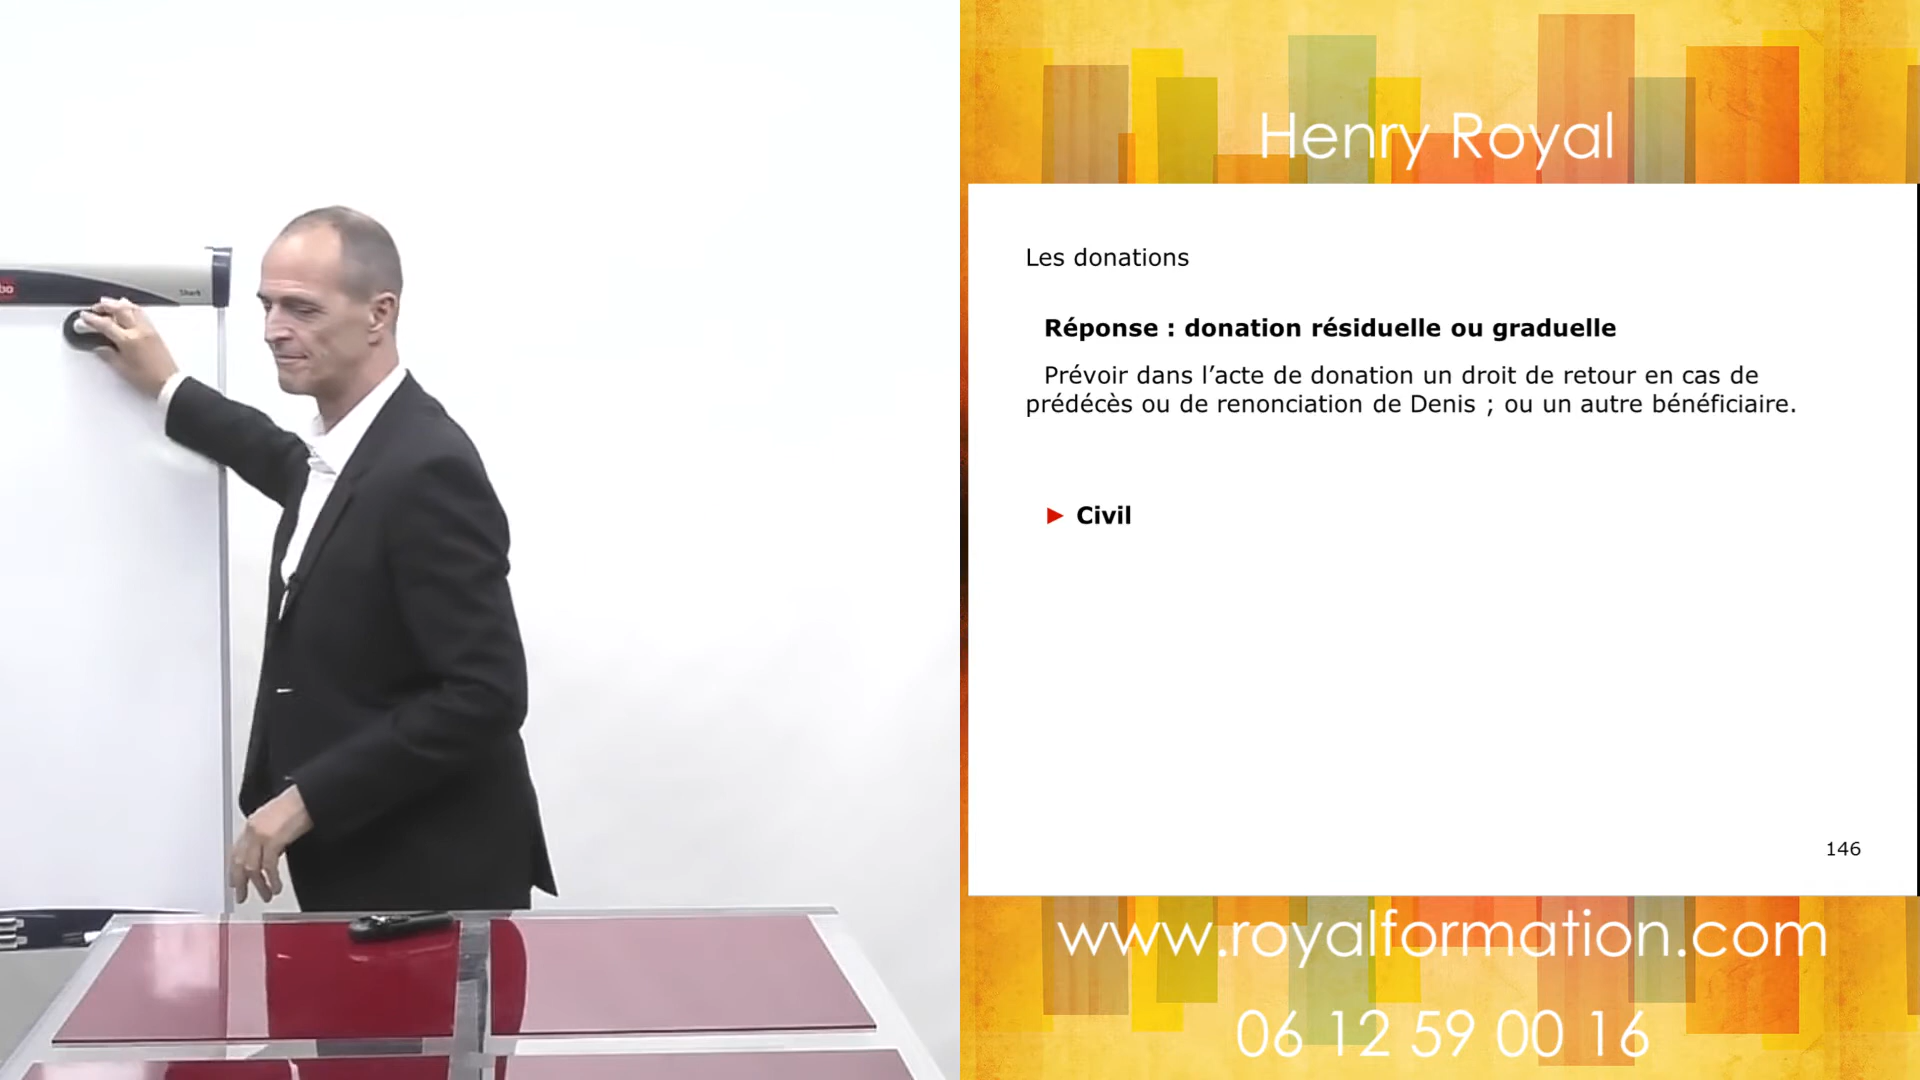 Shark
Henry Royal
Les donations
Réponse : donation résiduelle ou graduelle
Prévoir dans l’acte de donation un droit de retour en cas de
prédécès ou de renonciation de Denis ; ou un autre bénéficiaire.
► Civil
146
www.royalformation.com
06 12 59 00 16